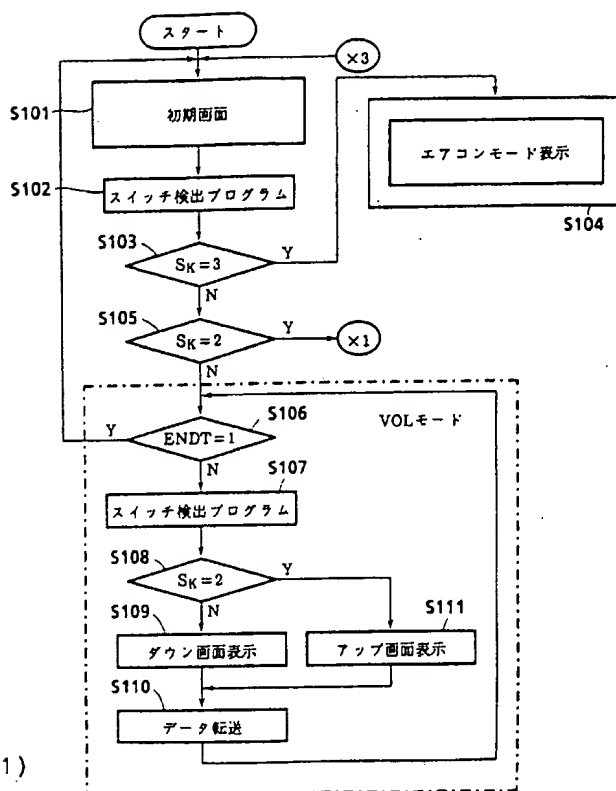 スタート
×3
S101
初期画面
エアコンモード表示
S102
スイッチ検出プログラム
S104
S103
SK=3
Y
N
S105
SK=2
Y
×1
N
S106
VOLモード
Y
ENDT=1
N
S107
スイッチ検出プログラム
S108
SK=2
Y
N
S109
S111
ダウン画面表示
アップ画面表示
S110
データ転送
1)